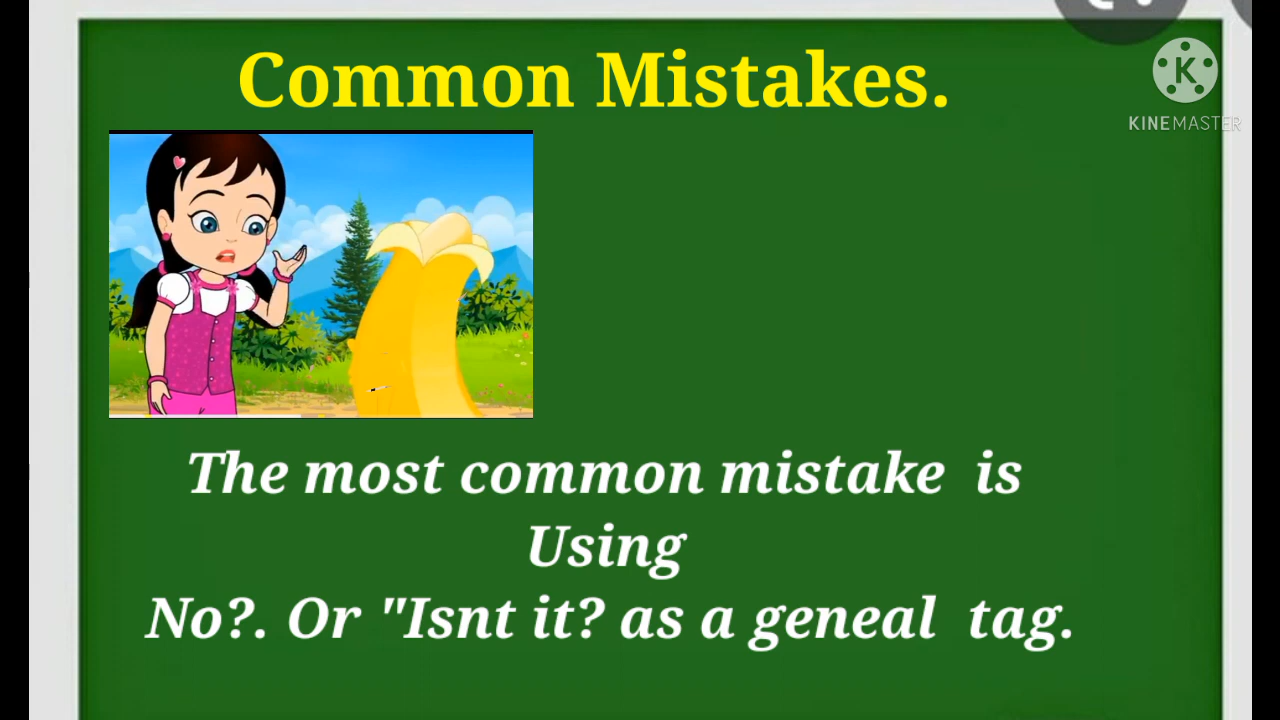 Common Mistakes.
KINEMASTER
The most common mistake is
Using
No?. Or "Isnt it? as a geneal tag.